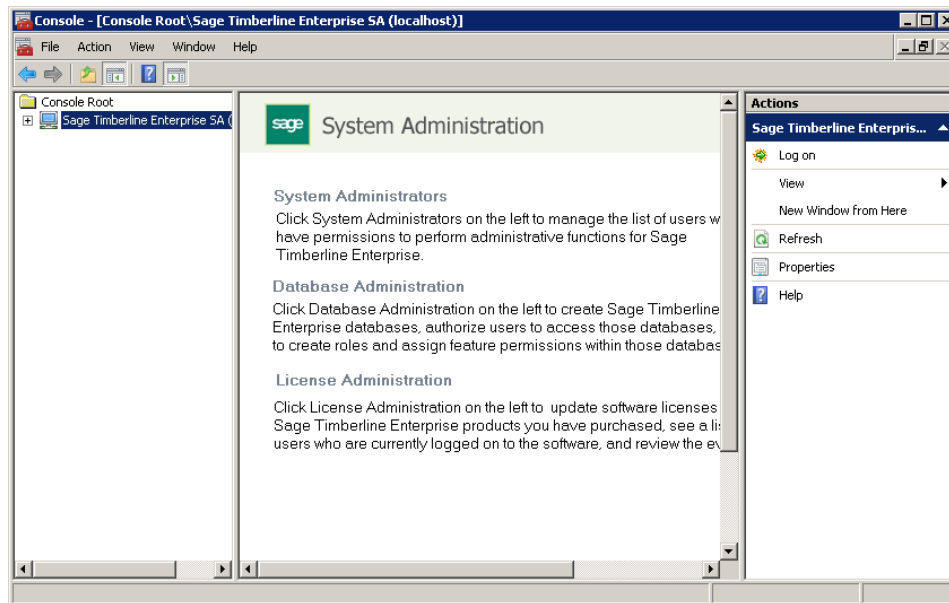 Console - [Console Root\Sage Timberline Enterprise SA (localhost)]
File Action View Window Help
Console Root
Sage Timberline Enterprise SA (
sage System Administration
System Administrators
Click System Administrators on the left to manage the list of users w
have permissions to perform administrative functions for Sage
Timberline Enterprise.
Database Administration
Click Database Administration on the left to create Sage Timberline
Enterprise databases, authorize users to access those databases,
to create roles and assign feature permissions within those databas
License Administration
Click License Administration on the left to update software licenses
Sage Timberline Enterprise products you have purchased, see a li
users who are currently logged on to the software, and review the ev
Actions
Sage Timberline Enterpris...
Log on
View
New Window from Here
Refresh
Properties
Help